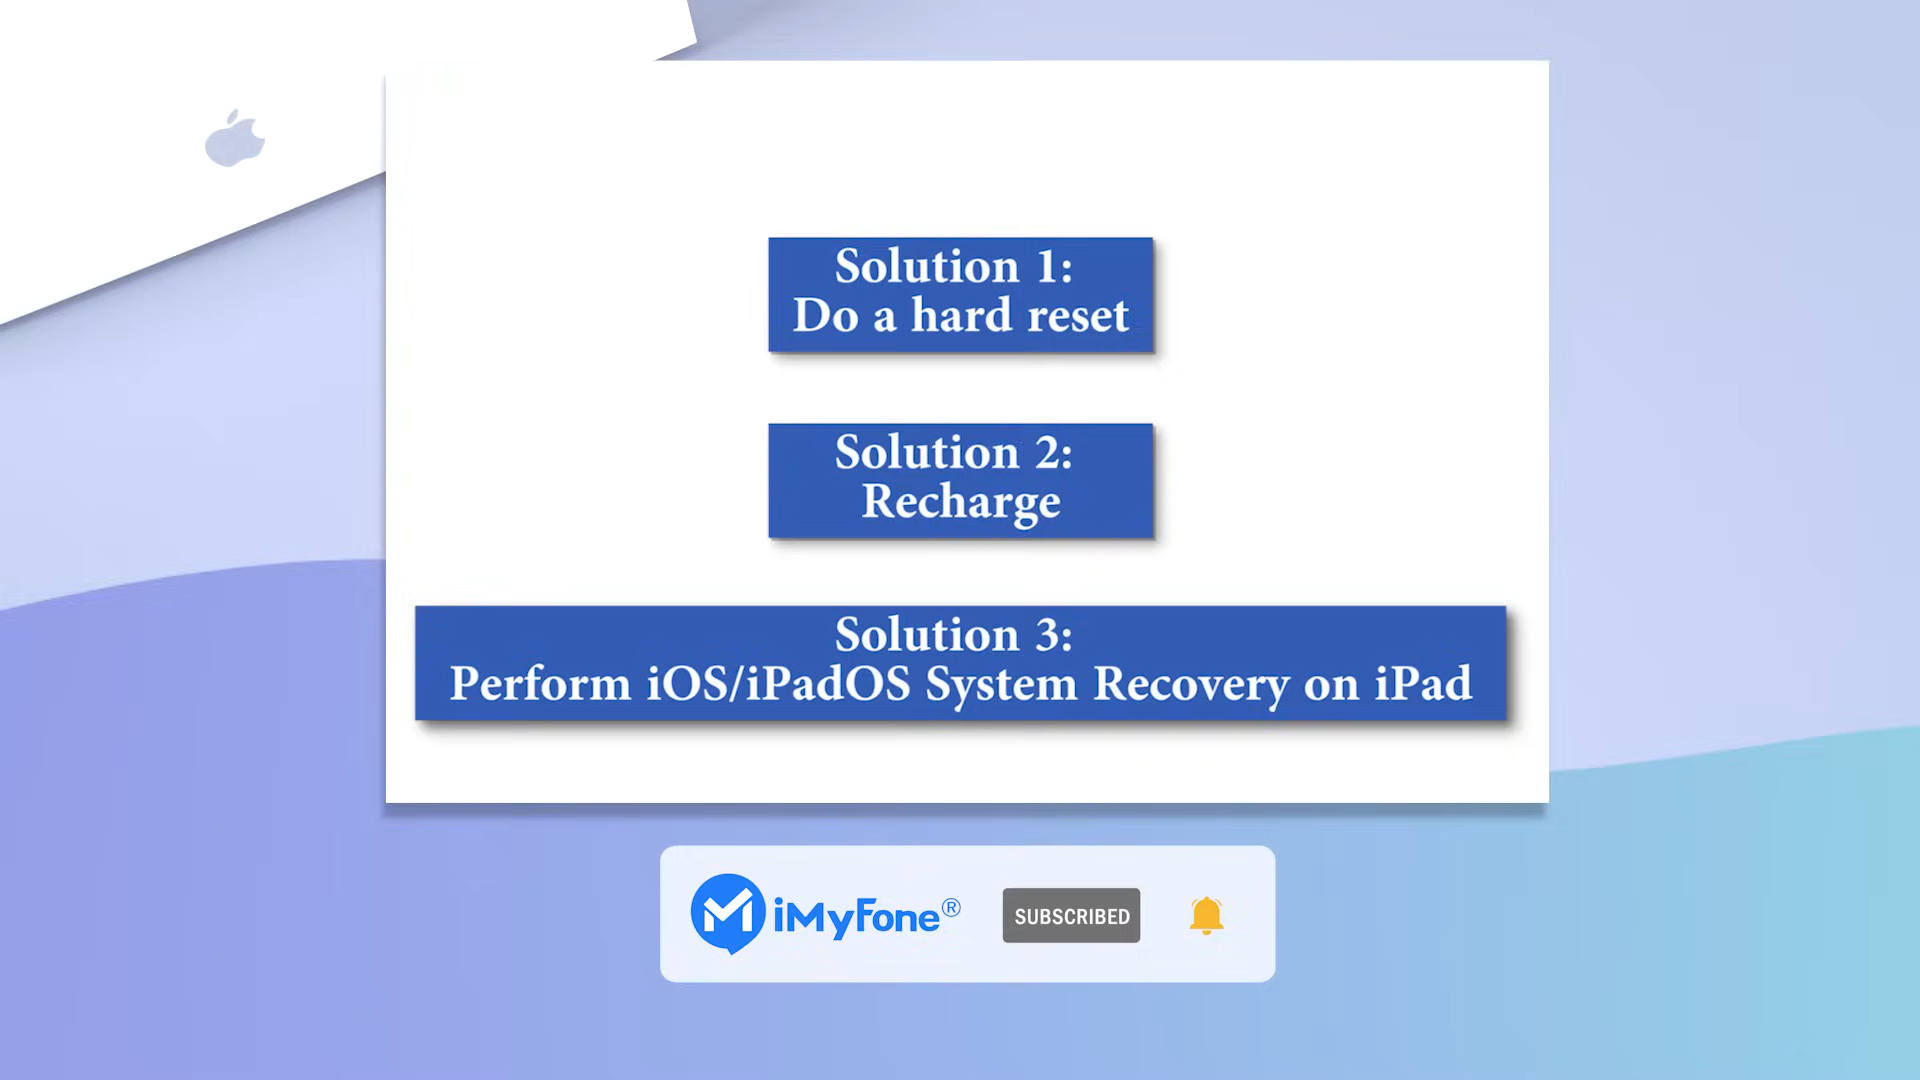 Solution 1:
Do a hard reset
Solution 2:
Recharge
Solution 3:
Perform iOS/iPadOS System Recovery on iPad
iMyFone®
SUBSCRIBED